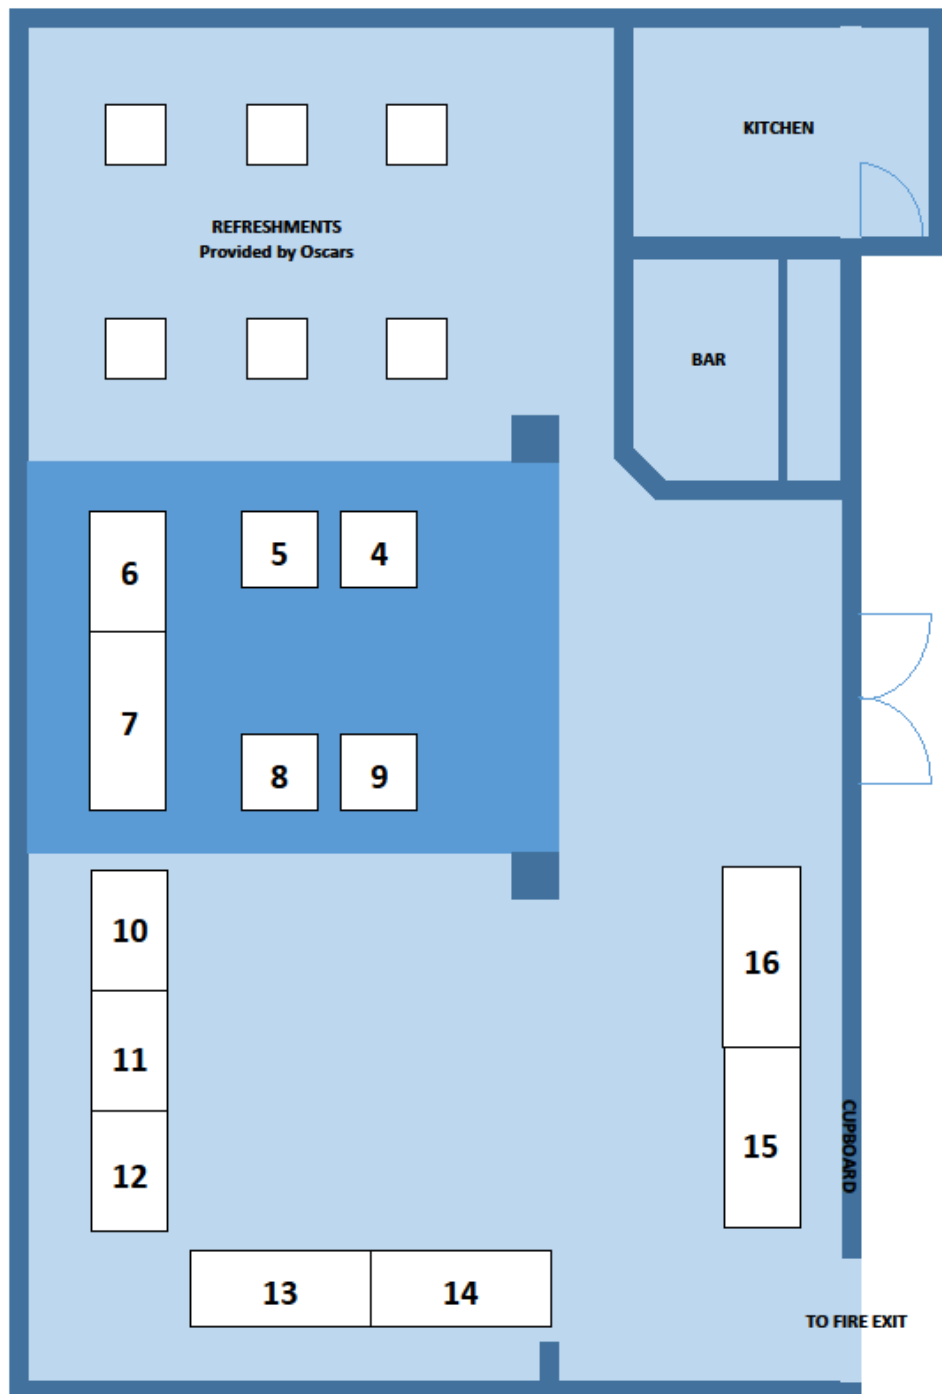 KITCHEN
REFRESHMENTS
Provided by Oscars
BAR
5
4
6
7
8
9
10
16
11
CUPBOARD
15
12
13
14
TO FIRE EXIT